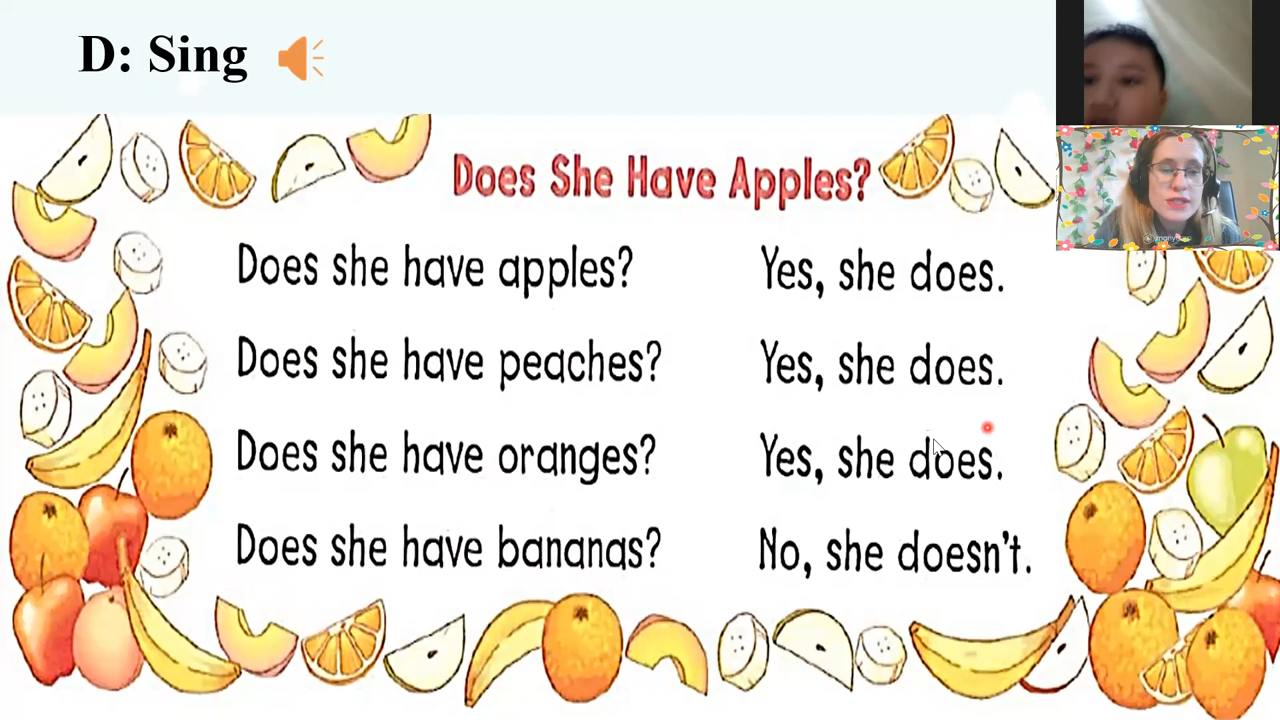 D: Sing
Does She Have Apples?
Does she have apples? Yes, she does.
Does she have peaches? Yes, she does.
Does she have oranges? Yes, she does.
Does she have bananas? No, she doesn't.